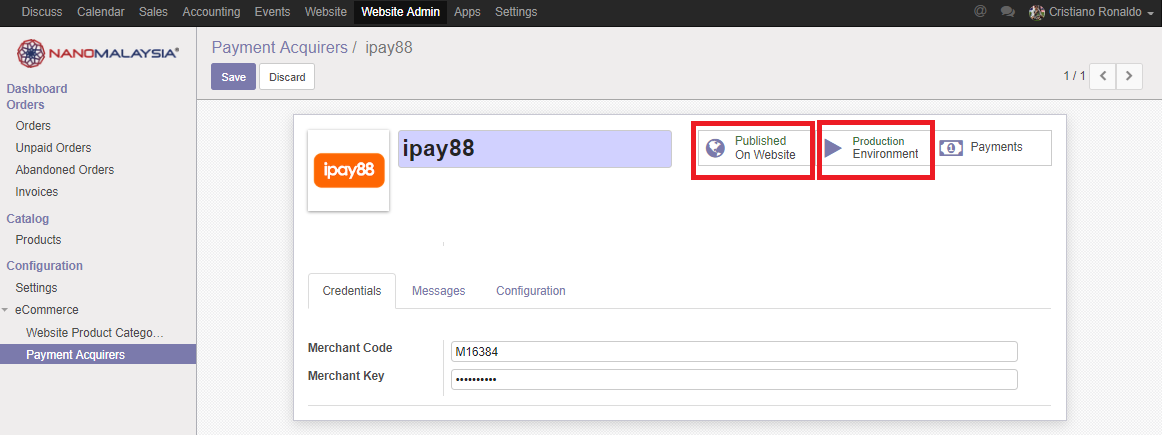 Discuss Calendar Sales Accounting Events Website Website Admin Apps Settings @ Cristiano Ronaldo
NANOMALAYSIA®
Payment Acquirers / ipay88
Save Discard 1 / 1
Dashboard
Orders
Orders
Unpaid Orders
Abandoned Orders
Invoices
Catalog
Products
Configuration
Settings
eCommerce
Website Product Catego...
Payment Acquirers
ipay88
ipay88
Published
On Website
Production
Environment
1
Payments
Credentials Messages Configuration
Merchant Code M16384
Merchant Key ••••••••••